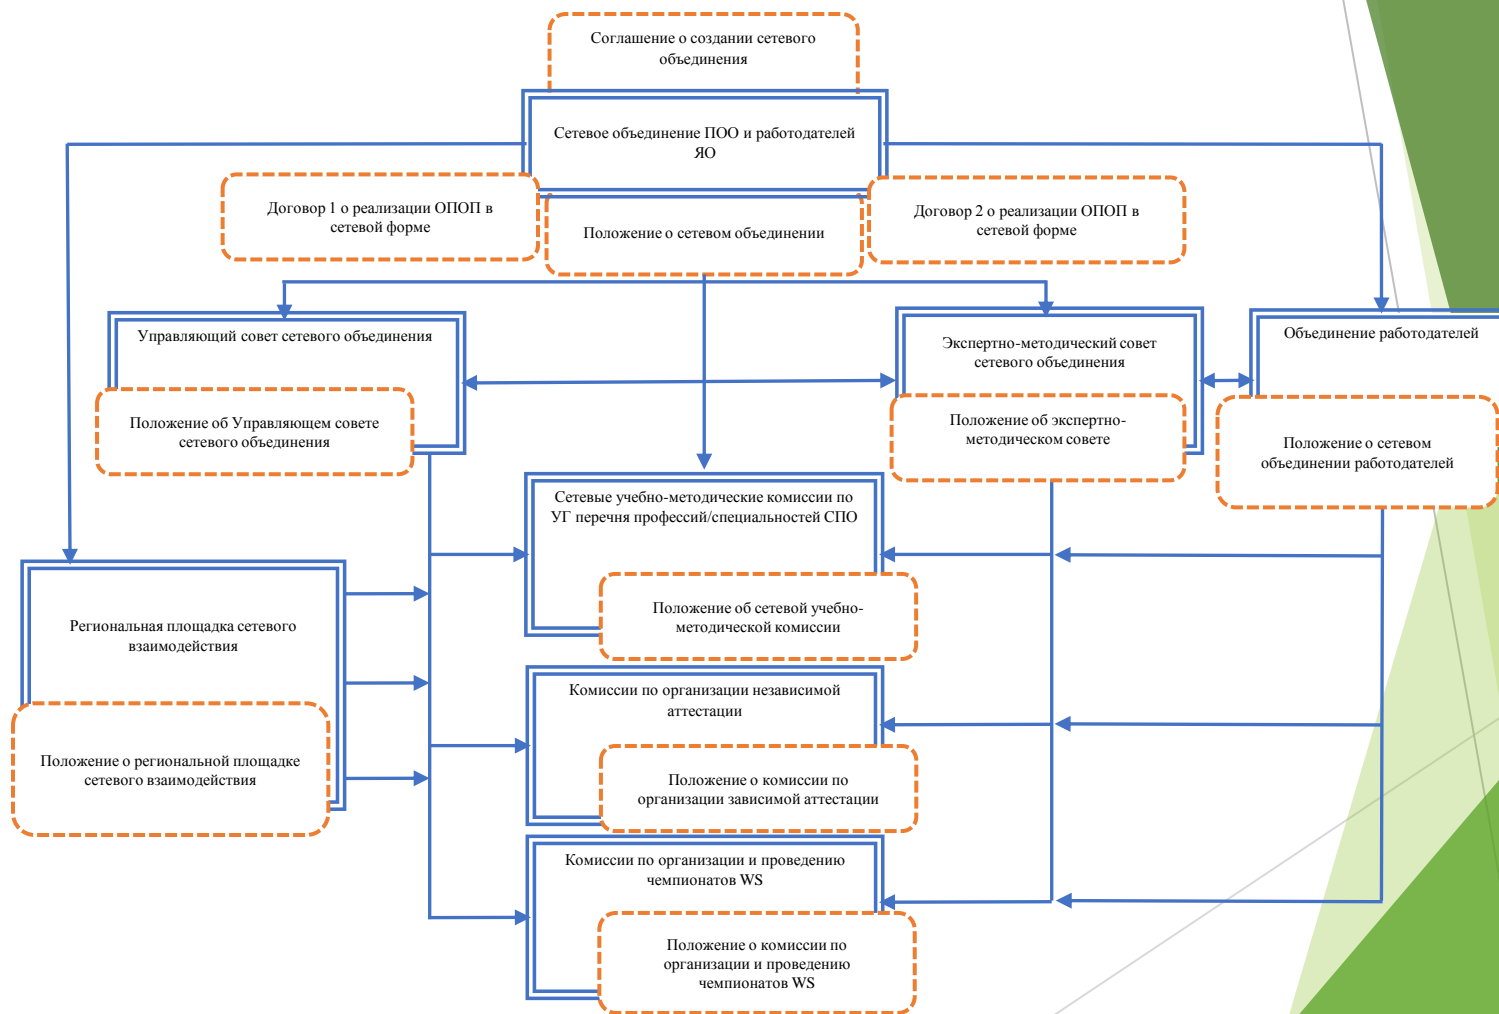 Соглашение о создании сетевого
объединения
Сетевое объединение ПОО и работодателей
ЯО
Договор 1 о реализации ОПОП в
сетевой форме
Положение о сетевом объединении
Договор 2 о реализации ОПОП в
сетевой форме
Управляющий совет сетевого объединения
Экспертно-методический совет
сетевого объединения
Объединение работодателей
Положение об Управляющем совете
сетевого объединения
Положение об экспертно-
методическом совете
Положение о сетевом
объединении работодателей
Сетевые учебно-методические комиссии по
УГ перечня профессий/специальностей СПО
Положение об сетевой учебно-
методической комиссии
Региональная площадка сетевого
взаимодействия
Положение о региональной площадке
сетевого взаимодействия
Комиссии по организации независимой
аттестации
Положение о комиссии по
организации зависимой аттестации
Комиссии по организации и проведению
чемпионатов WS
Положение о комиссии по
организации и проведению
чемпионатов WS